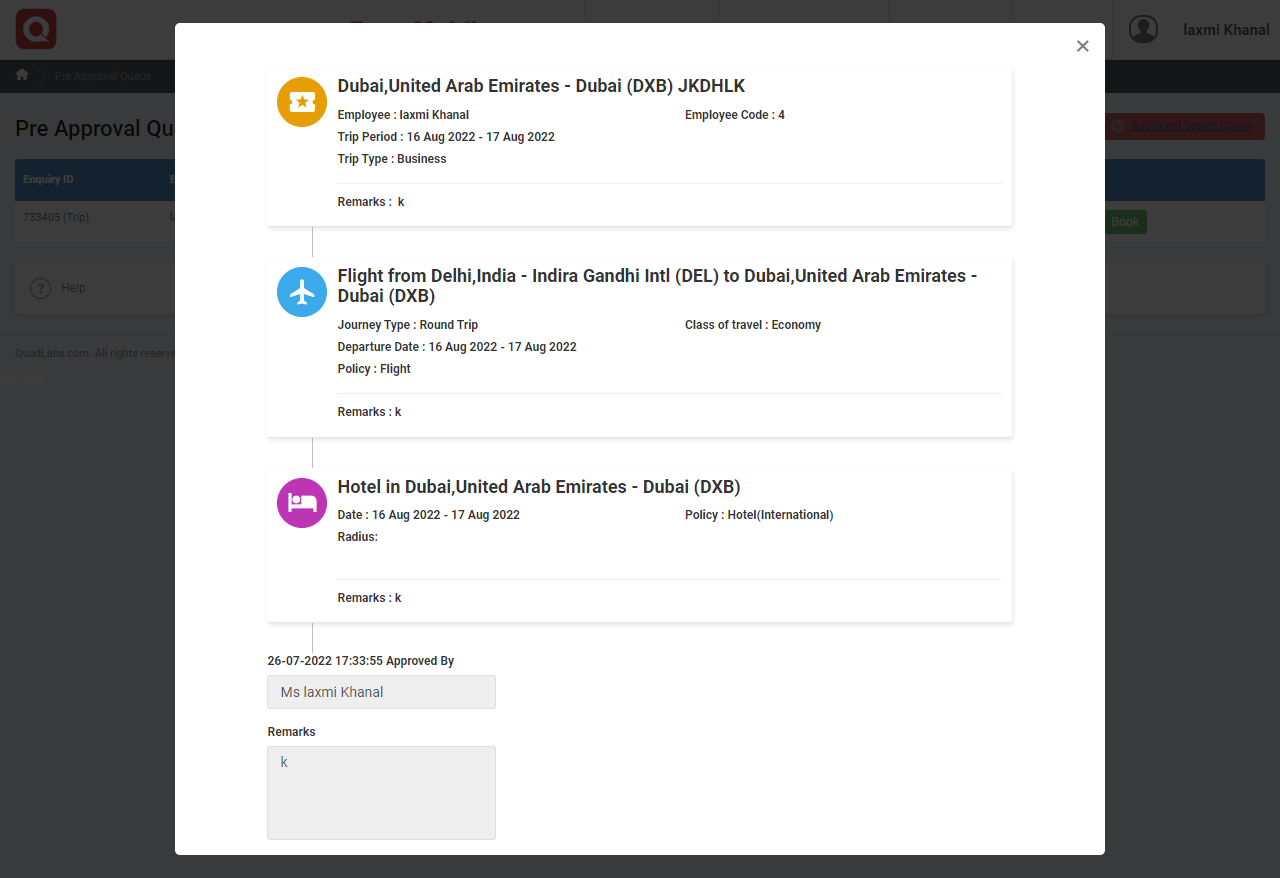 laxmi Khanal
Pre Approval Queue
Pre Approval Qu
Additional Search Option
Enquiry ID
733405 (Trip)
Book
Help
QuadLabs.com. All rights reserve
×
Dubai,United Arab Emirates - Dubai (DXB) JKDHLK
Employee : laxmi Khanal
Employee Code : 4
Trip Period : 16 Aug 2022 - 17 Aug 2022
Trip Type : Business
Remarks : k
Flight from Delhi,India - Indira Gandhi Intl (DEL) to Dubai,United Arab Emirates -
Dubai (DXB)
Journey Type : Round Trip
Class of travel : Economy
Departure Date : 16 Aug 2022 - 17 Aug 2022
Policy : Flight
Remarks : k
Hotel in Dubai,United Arab Emirates - Dubai (DXB)
Date : 16 Aug 2022 - 17 Aug 2022
Policy : Hotel(International)
Radius:
Remarks : k
26-07-2022 17:33:55 Approved By
Ms laxmi Khanal
Remarks
k